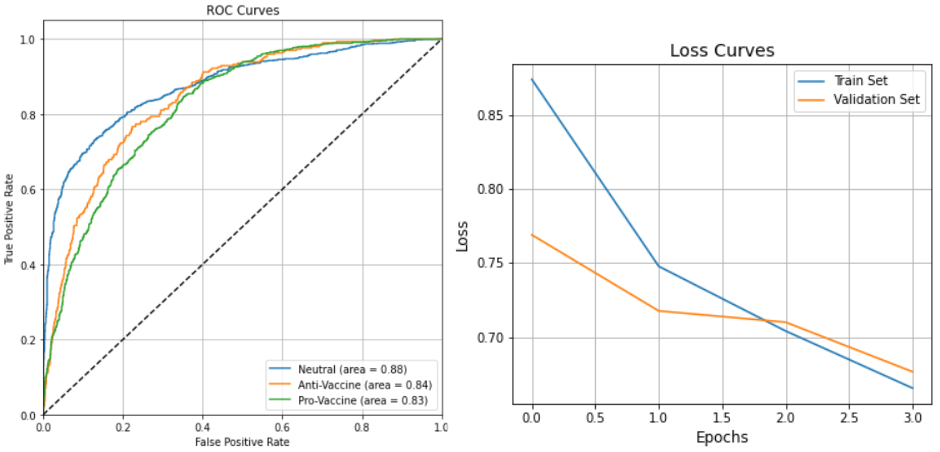 ROC Curves
1.0
0.8
0.6
0.4
0.2
0.0
True Positive Rate
Neutral (area = 0.88)
Anti-Vaccine (area = 0.84)
Pro-Vaccine (area = 0.83)
0.0 0.2 0.4 0.6 0.8 1.0
False Positive Rate
Loss Curves
Train Set
Validation Set
0.85
0.80
0.75
0.70
Loss
0.0 0.5 1.0 1.5 2.0 2.5 3.0
Epochs